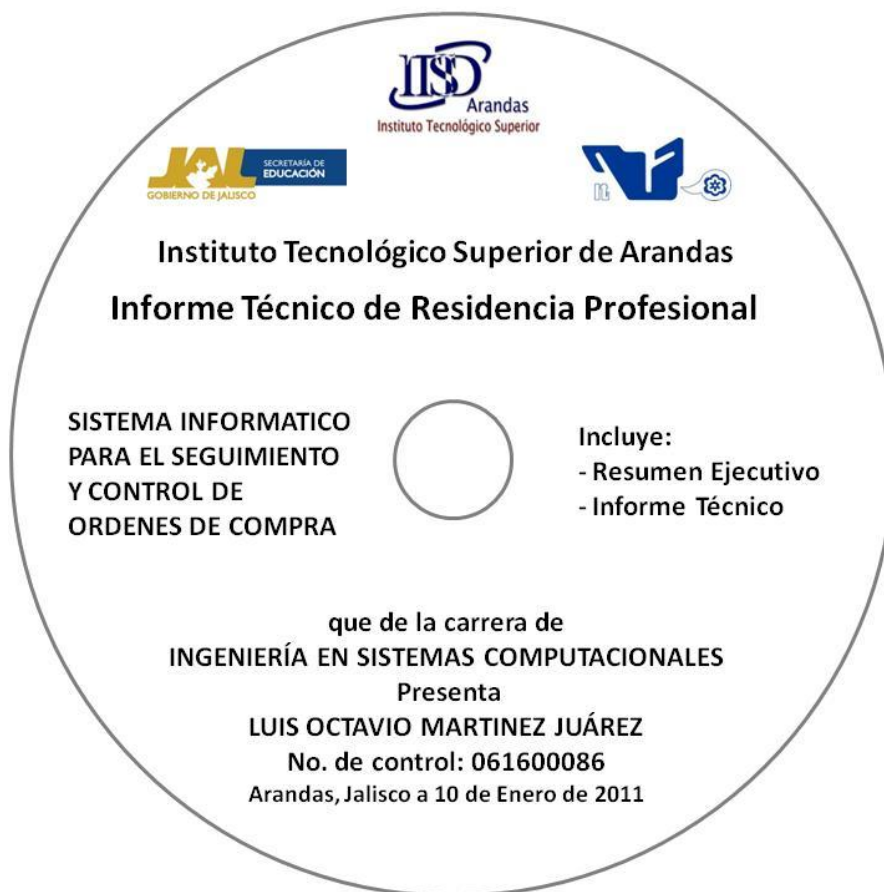 ITSD
Arandas
Instituto Tecnológico Superior
JAL
SECRETARÍA DE
EDUCACIÓN
GOBIERNO DE JALISCO
Instituto Tecnológico Superior de Arandas
Informe Técnico de Residencia Profesional
SISTEMA INFORMATICO
PARA EL SEGUIMIENTO
Y CONTROL DE
ORDENES DE COMPRA
Incluye:
- Resumen Ejecutivo
- Informe Técnico
que de la carrera de
INGENIERÍA EN SISTEMAS COMPUTACIONALES
Presenta
LUIS OCTAVIO MARTINEZ JUÁREZ
No. de control: 061600086
Arandas, Jalisco a 10 de Enero de 2011